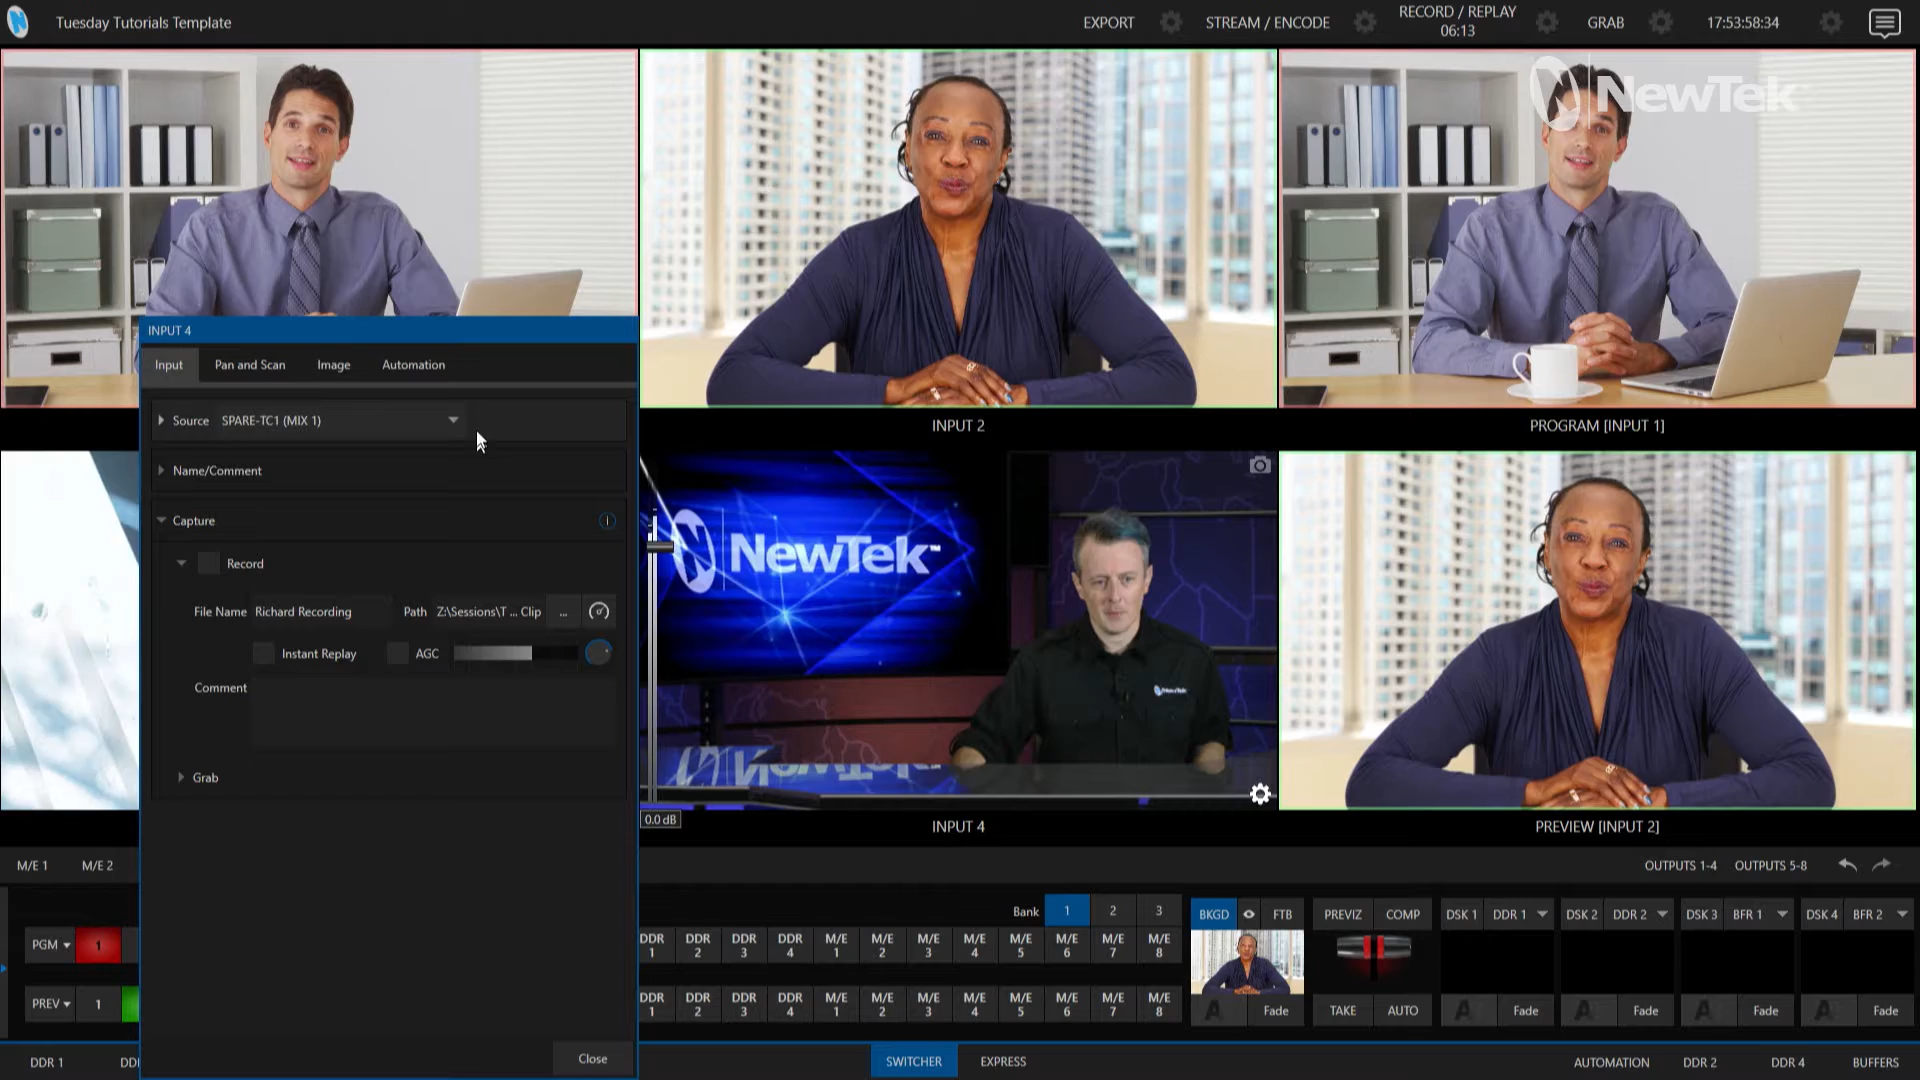 Tuesday Tutorials Template
EXPORT
STREAM / ENCODE
RECORD / REPLAY
06:13
GRAB
17:53:58:34
NewTek
INPUT 2
PROGRAM [INPUT 1]
INPUT 4
Input
Pan and Scan
Image
Automation
Source
SPARE-TC1 (MIX 1)
Name/Comment
Capture
Record
File Name
Richard Recording
Path
Z:\Sessions\T ... Clip
...
Instant Replay
AGC
Comment
Grab
Close
NewTek™
0.0 dB
INPUT 4
PREVIEW [INPUT 2]
M/E 1
M/E 2
OUTPUTS 1-4
OUTPUTS 5-8
Bank
1
2
3
PGM
1
DDR 1
DDR 2
DDR 3
DDR 4
M/E 1
M/E 2
M/E 3
M/E 4
M/E 5
M/E 6
M/E 7
M/E 8
PREV
1
DDR 1
DDR 2
DDR 3
DDR 4
M/E 1
M/E 2
M/E 3
M/E 4
M/E 5
M/E 6
M/E 7
M/E 8
BKGD
FTB
Fade
PREVIZ
COMP
TAKE
AUTO
DSK 1
DDR 1
Fade
DSK 2
DDR 2
Fade
DSK 3
BFR 1
Fade
DSK 4
BFR 2
Fade
DDR 1
DD
SWITCHER
EXPRESS
AUTOMATION
DDR 2
DDR 4
BUFFERS